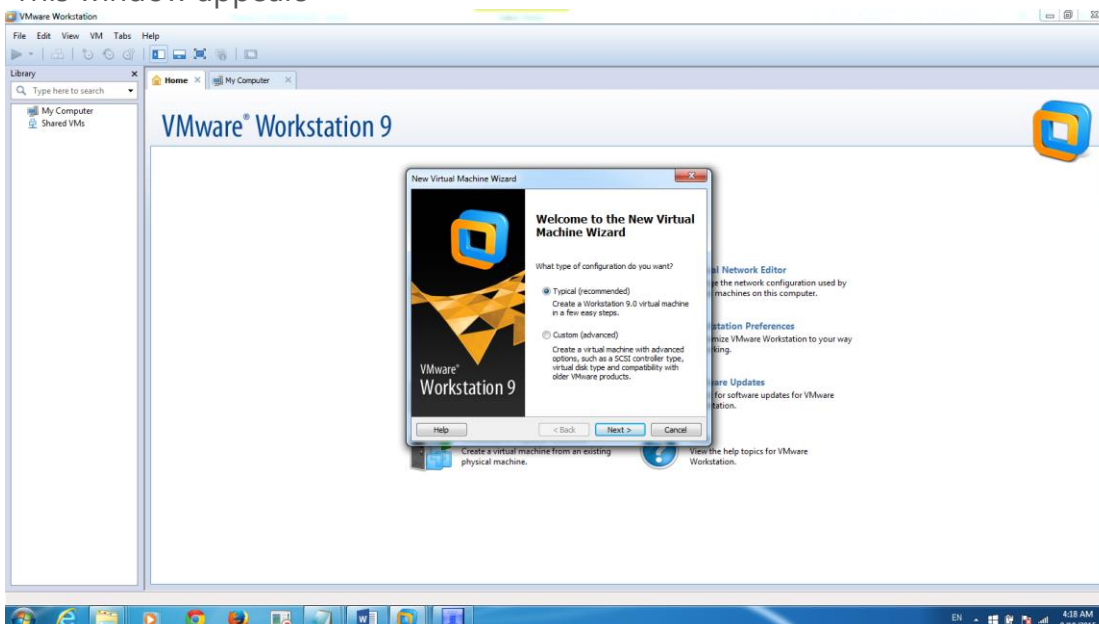 This window appears
VMware Workstation
File Edit View VM Tabs Help
Library
Type here to search
My Computer
Shared VMs
Home
My Computer
VMware® Workstation 9
New Virtual Machine Wizard
VMware®
Workstation 9
Welcome to the New Virtual
Machine Wizard
What type of configuration do you want?
Typical (recommended)
Create a Workstation 9.0 virtual machine
in a few easy steps.
Custom (advanced)
Create a virtual machine with advanced
options, such as a SCSI controller type,
virtual disk type and compatibility with
older VMware products.
Help
< Back
Next >
Cancel
al Network Editor
the network configuration used by
machines on this computer.
station Preferences
mize VMware Workstation to your way
king.
are Updates
for software updates for VMware
tation.
Create a virtual machine from an existing
physical machine.
View the help topics for VMware
Workstation.
EN
4:18 AM